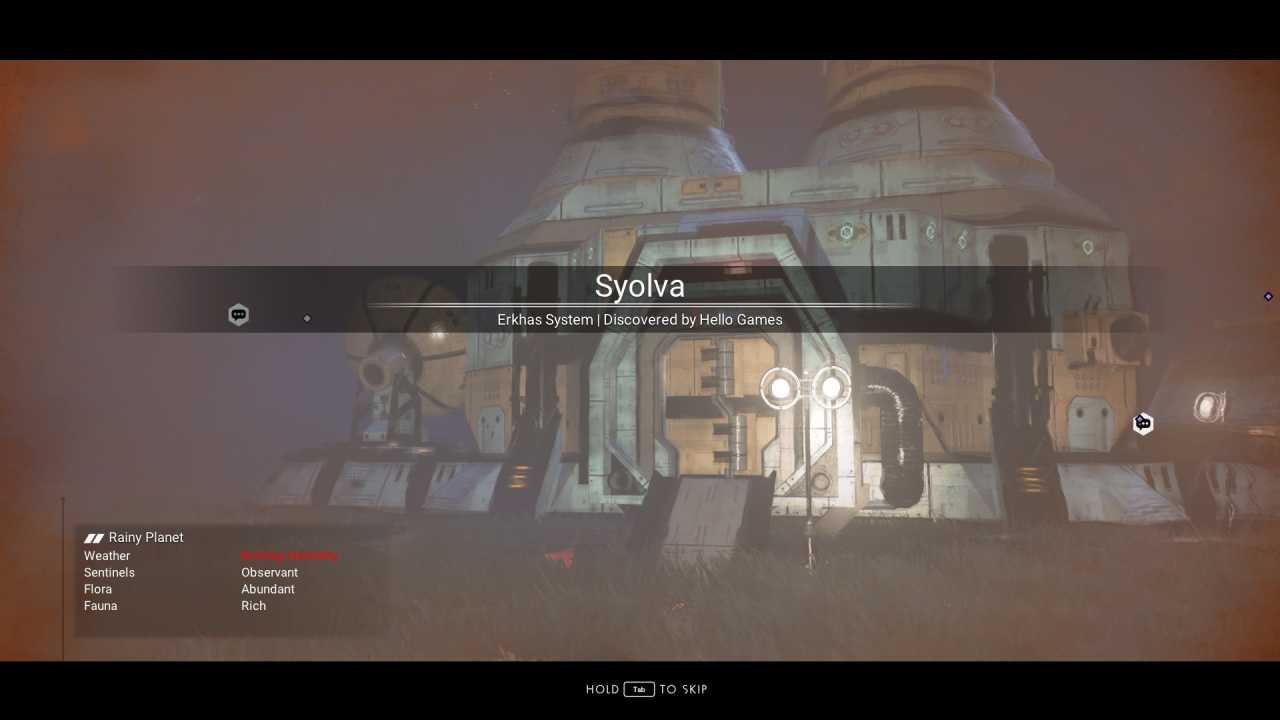 Syolva
Erkhas System | Discovered by Hello Games
Rainy Planet
Weather
Sentinels Observant
Flora Abundant
Fauna Rich
HOLD Tab TO SKIP